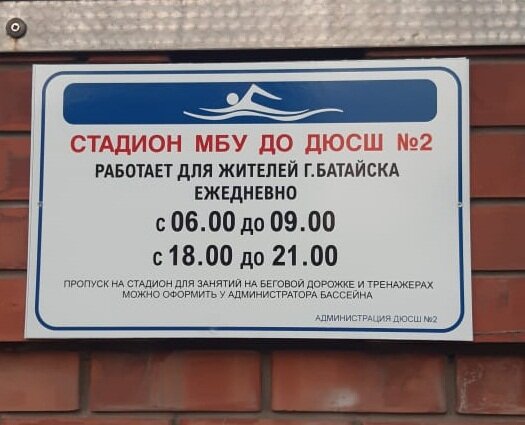 СТАДИОН МБУ ДО ДЮСШ №2
РАБОТАЕТ ДЛЯ ЖИТЕЛЕЙ Г.БАТАЙСКА
ЕЖЕДНЕВНО
с 06.00 до 09.00
с 18.00 до 21.00
ПРОПУСК НА СТАДИОН ДЛЯ ЗАНЯТИЙ НА БЕГОВОЙ ДОРОЖКЕ И ТРЕНАЖЕРАХ
МОЖНО ОФОРМИТЬ У АДМИНИСТРАТОРА БАССЕЙНА
АДМИНИСТРАЦИЯ ДЮСШ №2